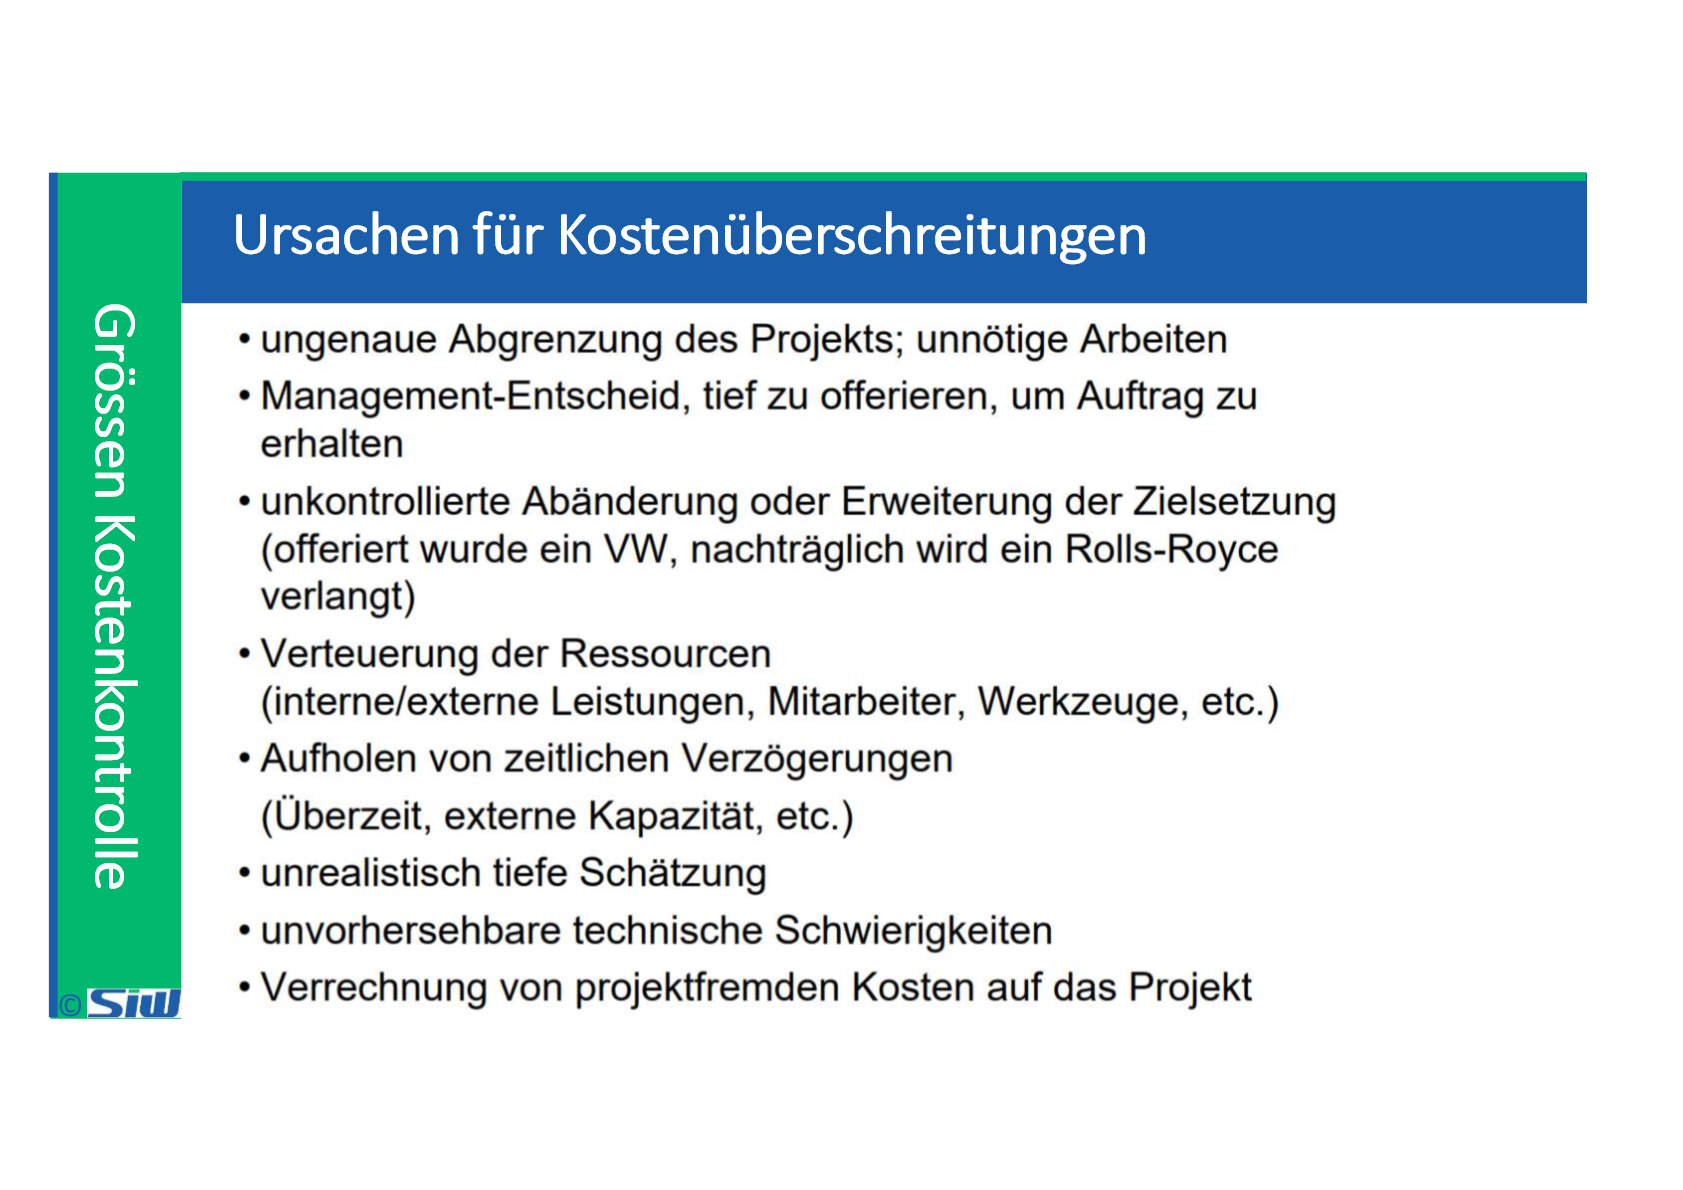 Ursachen für Kostenüberschreitungen
Grössen Kostenkontrolle
• ungenaue Abgrenzung des Projekts; unnötige Arbeiten
• Management-Entscheid, tief zu offerieren, um Auftrag zu
erhalten
• unkontrollierte Abänderung oder Erweiterung der Zielsetzung
(offeriert wurde ein VW, nachträglich wird ein Rolls-Royce
verlangt)
• Verteuerung der Ressourcen
(interne/externe Leistungen, Mitarbeiter, Werkzeuge, etc.)
• Aufholen von zeitlichen Verzögerungen
(Überzeit, externe Kapazität, etc.)
• unrealistisch tiefe Schätzung
• unvorhersehbare technische Schwierigkeiten
• Verrechnung von projektfremden Kosten auf das Projekt
© SIW